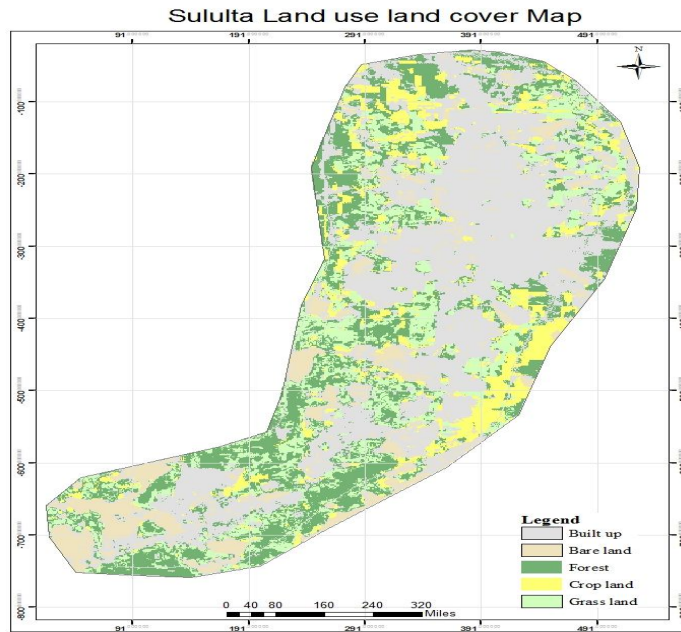 Sululta Land use land cover Map
91 191 291 391 491
N
-100
-200
-300
-400
-500
-600
-700
-800
Legend
Built up
Bare land
Forest
Crop land
Grass land
0 40 80 160 240 320
Miles
91 191 291 391 491